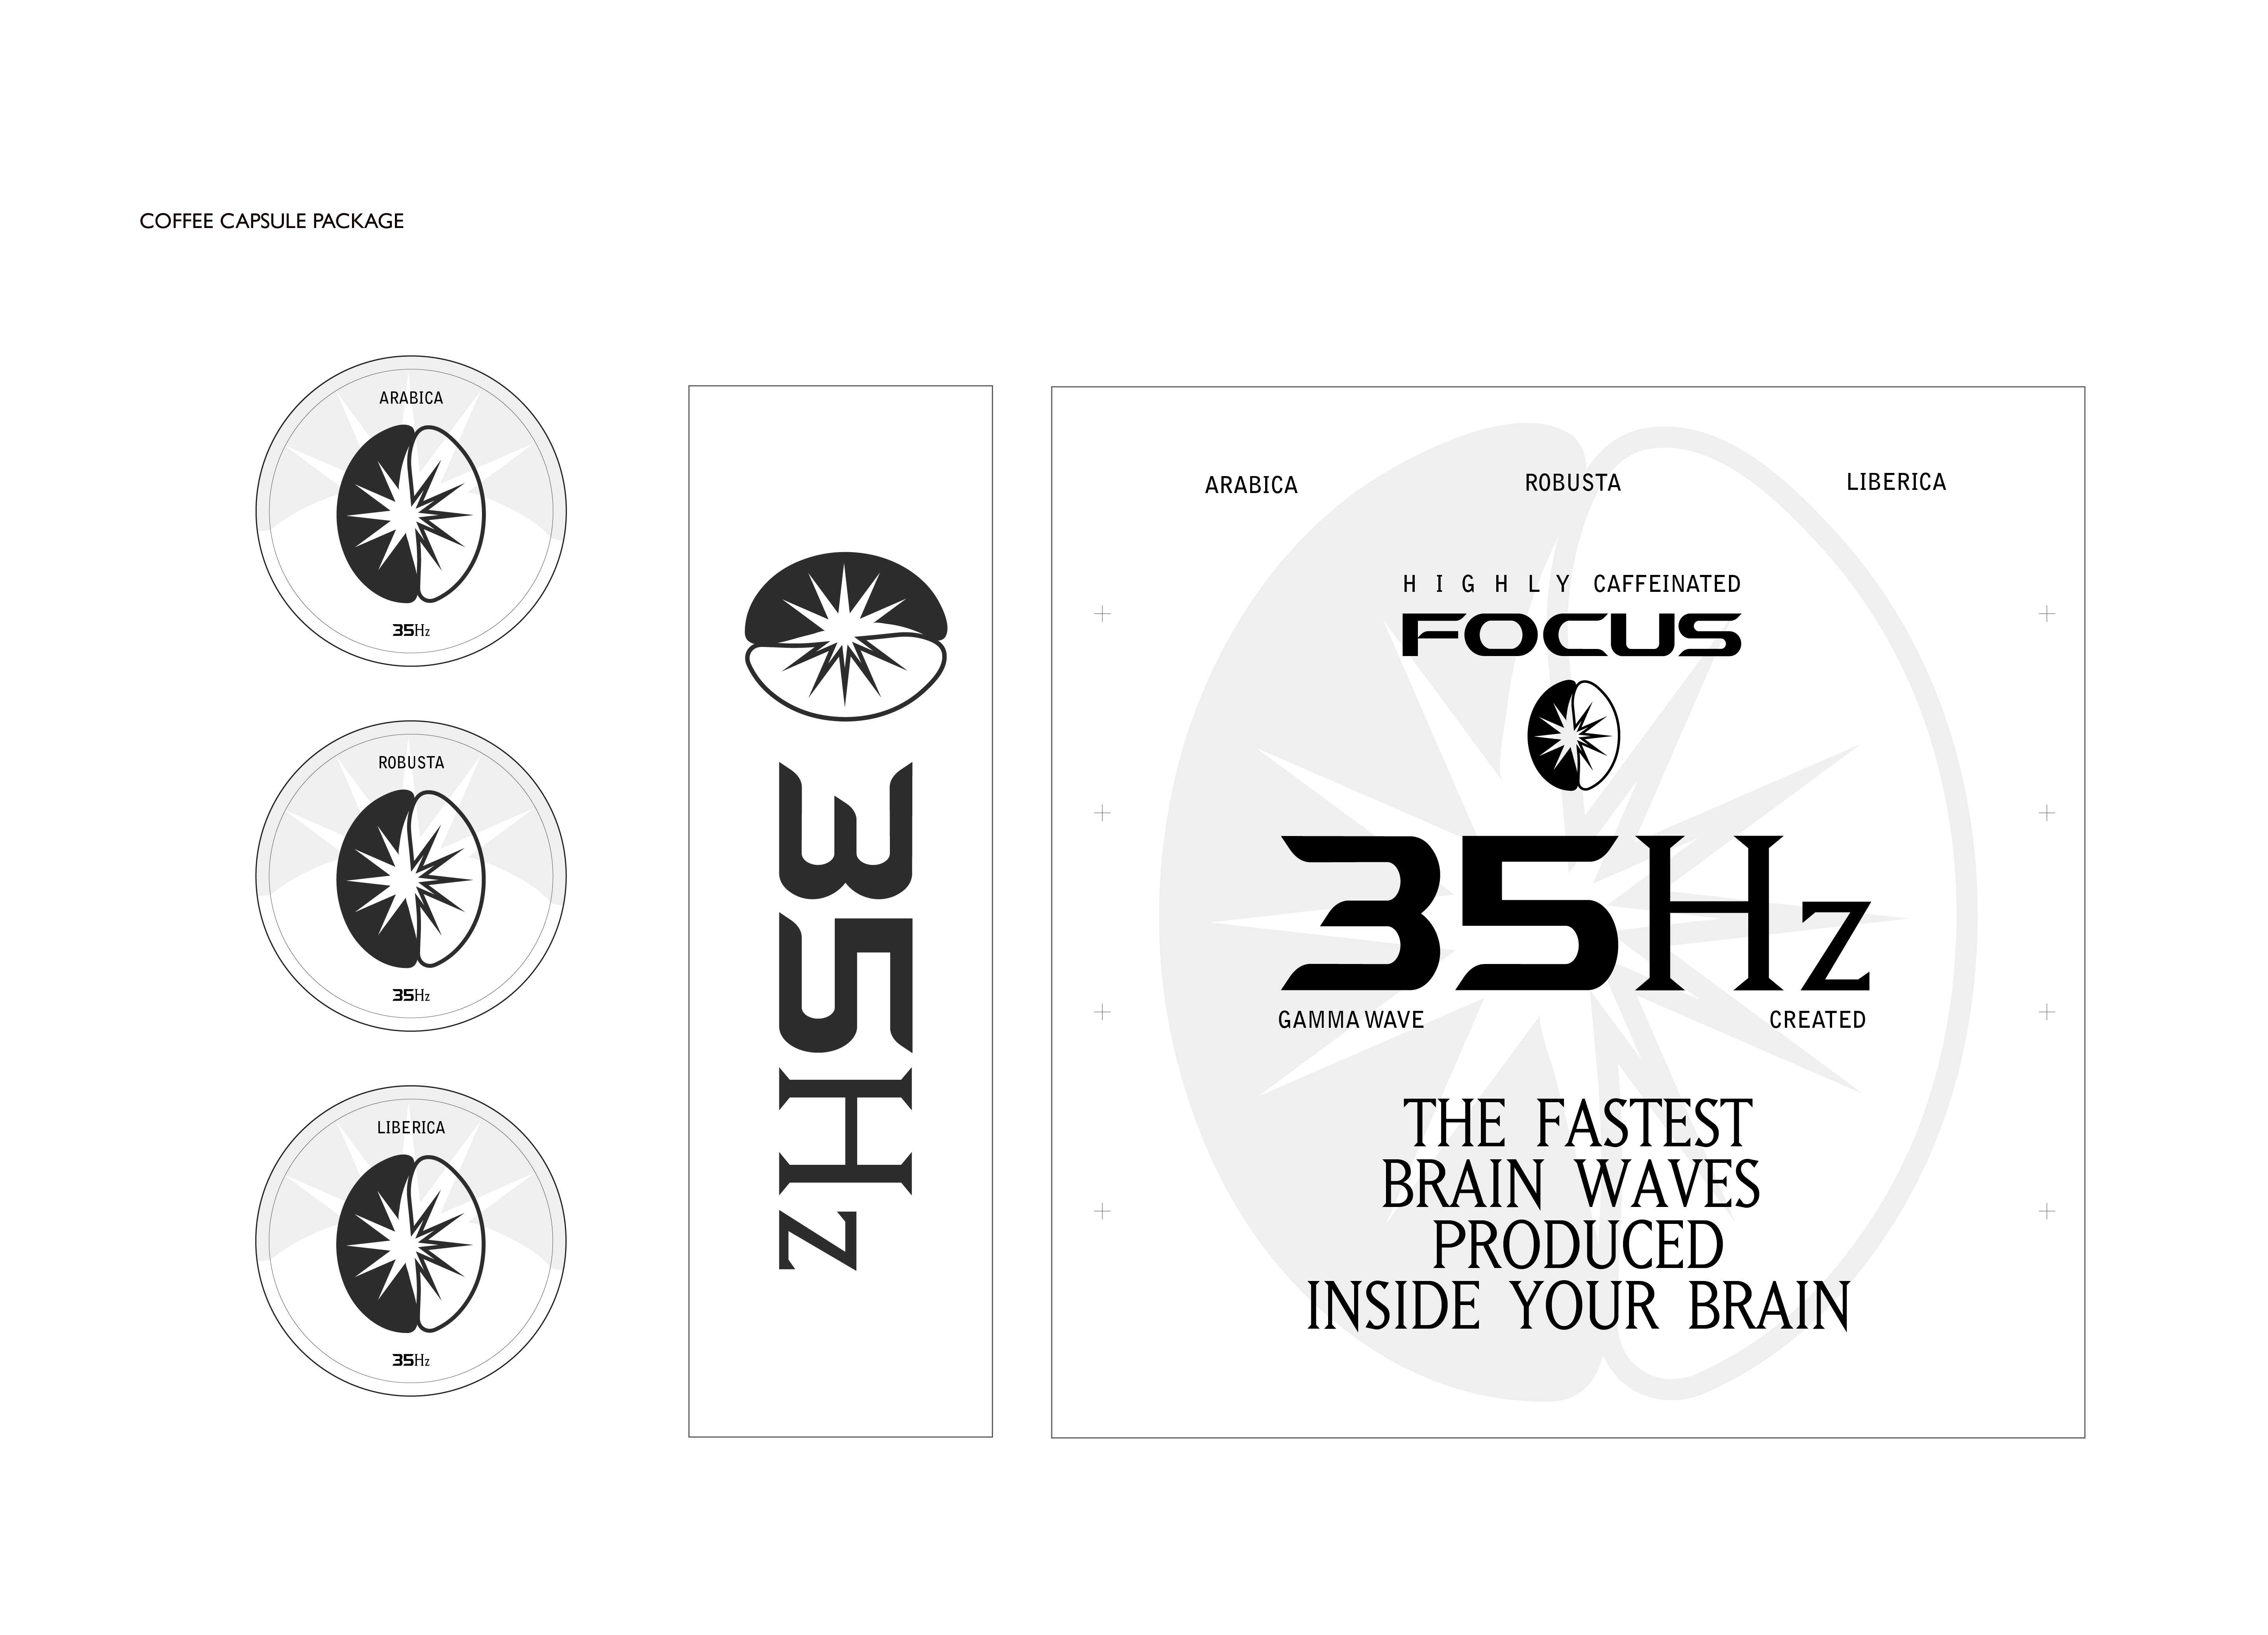 COFFEE CAPSULE PACKAGE
ARABICA
35Hz
ROBUSTA
35Hz
LIBERICA
35Hz
35Hz
ARABICA ROBUSTA LIBERICA
HIGHLY CAFFEINATED
FOCUS
35Hz
GAMMA WAVE CREATED
THE FASTEST
BRAIN WAVES
PRODUCED
INSIDE YOUR BRAIN